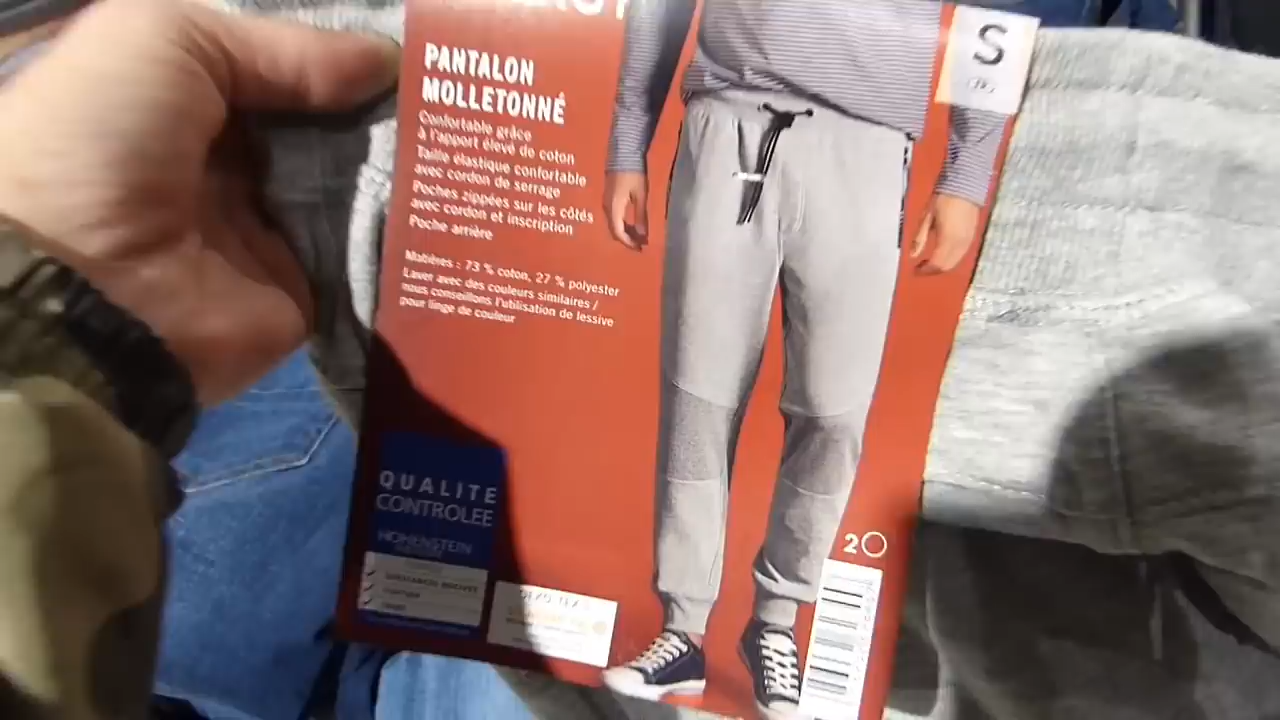 S
PANTALON
MOLLETONNÉ
Confortable grâce
à l'apport élevé de coton
Taille élastique confortable
avec cordon de serrage
Poches zippées sur les côtés
avec cordon et inscription
Poche arrière
Matières : 73 % coton, 27 % polyester
Laver avec des couleurs similaires /
nous conseillons l'utilisation de lessive
pour linge de couleur
QUALITE
CONTROLEE
HOHENSTEIN
20